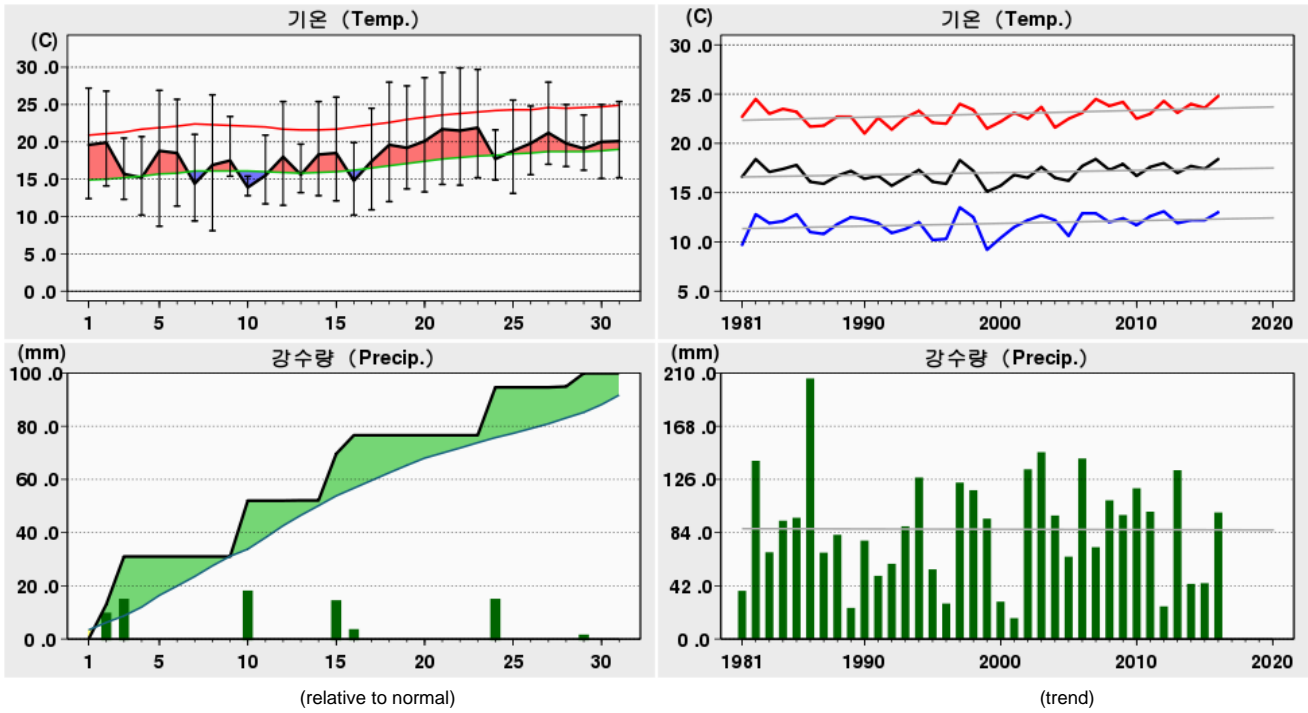 기온 (Temp.)
(C)
30 .0
25 .0
20 .0
15 .0
10 .0
5 .0
0 .0
1 5 10 15 20 25 30
기온 (Temp.)
(C)
30 .0
25 .0
20 .0
15 .0
10 .0
5 .0
1981 1990 2000 2010 2020
강수량 (Precip.)
(mm)
100 .0
80 .0
60 .0
40 .0
20 .0
0 .0
1 5 10 15 20 25 30
(relative to normal)
강수량 (Precip.)
(mm)
210 .0
168 .0
126 .0
84 .0
42 .0
0 .0
1981 1990 2000 2010 2020
(trend)